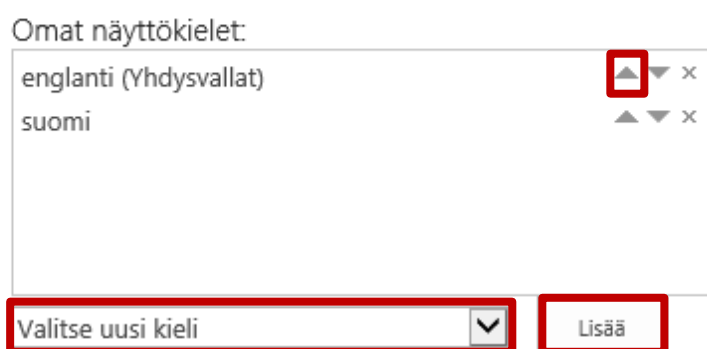 Omat näyttökielet:
englanti (Yhdysvallat)
suomi
Valitse uusi kieli
Lisää